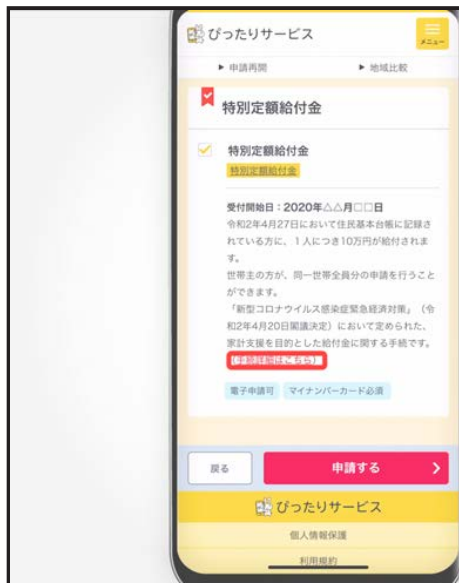 ぴったりサービス
メニュー
▶ 申請再開
▶ 地域比較
特別定額給付金
特別定額給付金
特別定額給付金
受付開始日：2020年△△月□□日
令和2年4月27日において住民基本台帳に記録さ
れている方に、１人につき10万円が給付されま
す。
世帯主の方が、同一世帯全員分の申請を行うこと
ができます。
「新型コロナウイルス感染症緊急経済対策」（令
和2年4月20日閣議決定）において定められた、
家計支援を目的とした給付金に関する手続です。
（手続詳細はこちら）
電子申請可
マイナンバーカード必須
戻る
申請する
ぴったりサービス
個人情報保護
利用規約